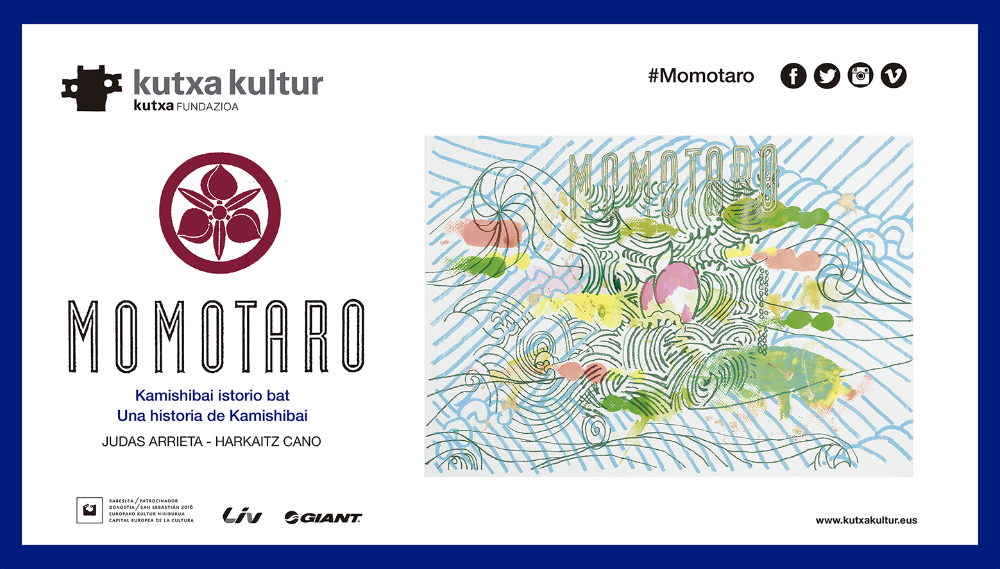 kutxa kultur
kutxa FUNDAZIOA
#Momotaro
MOMOTARO
MOMOTARO
Kamishibai istorio bat
Una historia de Kamishibai
JUDAS ARRIETA - HARKAITZ CANO
BABESLEA / PATROCINADOR
DONOSTIA / SAN SEBASTIÁN 2016
EUROPAKO KULTUR HIRIBURUA
CAPITAL EUROPEA DE LA CULTURA
Liv
GIANT®
www.kutxakultur.eus